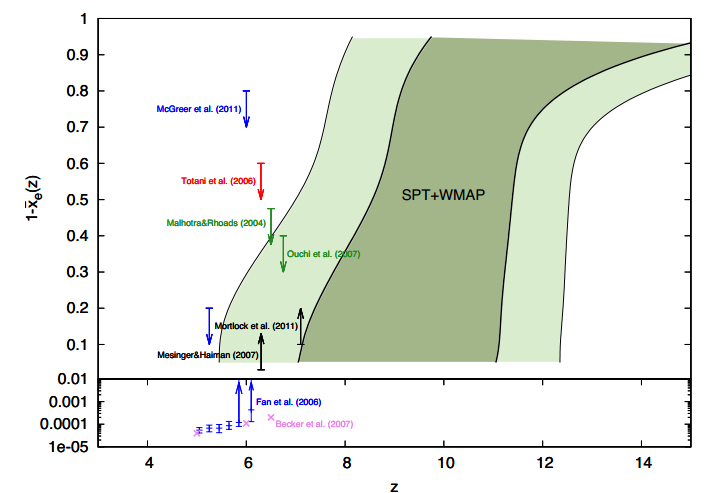 1
0.9
0.8
McGreer et al. (2011)
0.7
0.6
Totani et al. (2006)
SPT+WMAP
0.5
1-x̄e(z)
Malhotra&Rhoads (2004)
0.4
Ouchi et al. (2007)
0.3
0.2
Mortlock et al. (2011)
0.1
Mesinger&Haiman (2007)
0.01
0.001
Fan et al. (2006)
0.0001
Becker et al. (2007)
1e-05
4 6 8 10 12 14
z